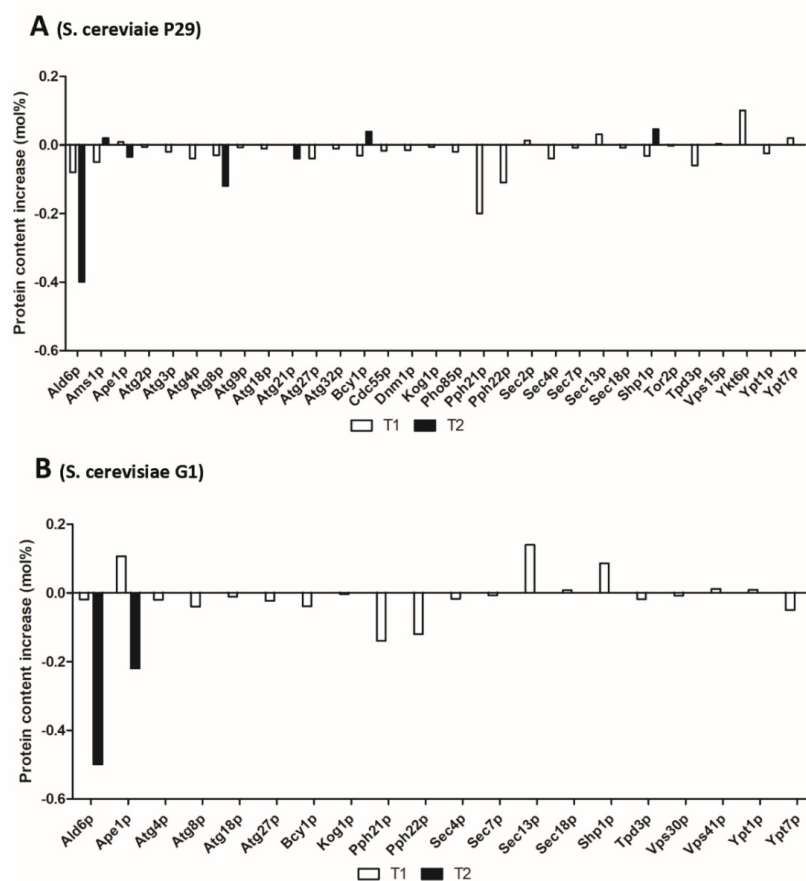 A (S. cereviaie P29)
Protein content increase (mol%)
0.2
0.0
-0.2
-0.4
-0.6
Ald6p
Ams1p
Ape1p
Atg2p
Atg3p
Atg4p
Atg8p
Atg9p
Atg18p
Atg21p
Atg27p
Atg32p
Bcy1p
Cdc55p
Dnm1p
Kog1p
Pho85p
Pph21p
Pph22p
Sec2p
Sec4p
Sec7p
Sec13p
Sec18p
Shp1p
Tor2p
Tpd3p
Vps15p
Ykt6p
Ypt1p
Ypt7p
T1 T2
B (S. cerevisiae G1)
Protein content increase (mol%)
0.2
0.0
-0.2
-0.4
-0.6
Ald6p
Ape1p
Atg4p
Atg8p
Atg18p
Atg27p
Bcy1p
Kog1p
Pph21p
Pph22p
Sec4p
Sec7p
Sec13p
Sec18p
Shp1p
Tpd3p
Vps30p
Vps41p
Ypt1p
Ypt7p
T1 T2